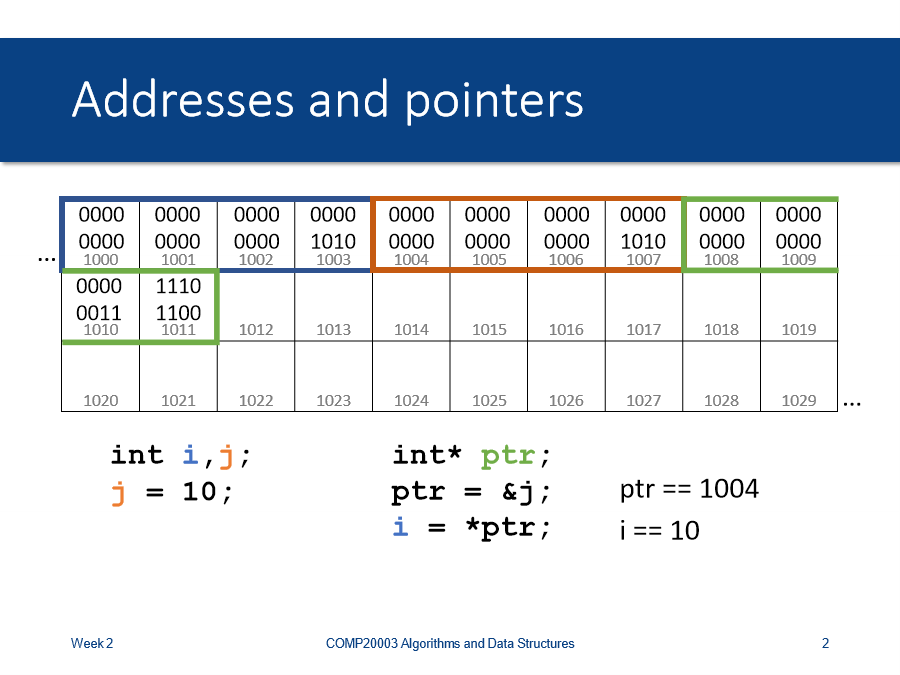 Addresses and pointers
0000 0000 0000 0000 0000 0000 0000 0000 0000 0000
0000 0000 0000 1010 0000 0000 0000 1010 0000 0000
... 1000 1001 1002 1003 1004 1005 1006 1007 1008 1009
0000 1110
0011 1100
1010 1011 1012 1013 1014 1015 1016 1017 1018 1019
1020 1021 1022 1023 1024 1025 1026 1027 1028 1029 ...
int i,j;
j = 10;
int* ptr;
ptr = &j;
i = *ptr;
ptr == 1004
i == 10
Week 2
COMP20003 Algorithms and Data Structures
2